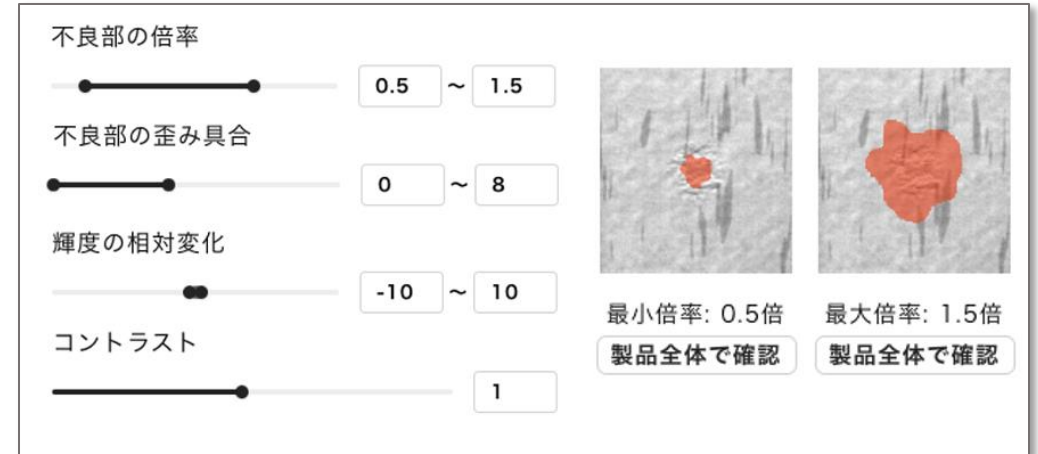 不良部の倍率
0.5 ~ 1.5
不良部の歪み具合
0 ~ 8
輝度の相対変化
-10 ~ 10
コントラスト
1
最小倍率: 0.5倍
最大倍率: 1.5倍
製品全体で確認
製品全体で確認